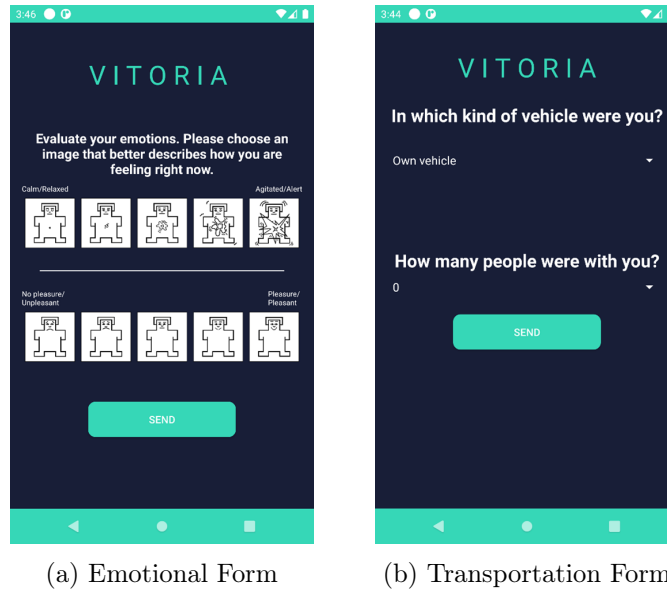 3:46
VITORIA
Evaluate your emotions. Please choose an
image that better describes how you are
feeling right now.
Calm/Relaxed
Agitated/Alert
No pleasure/
Unpleasant
Pleasure/
Pleasant
SEND
(a) Emotional Form
3:44
VITORIA
In which kind of vehicle were you?
Own vehicle
How many people were with you?
0
SEND
(b) Transportation Form